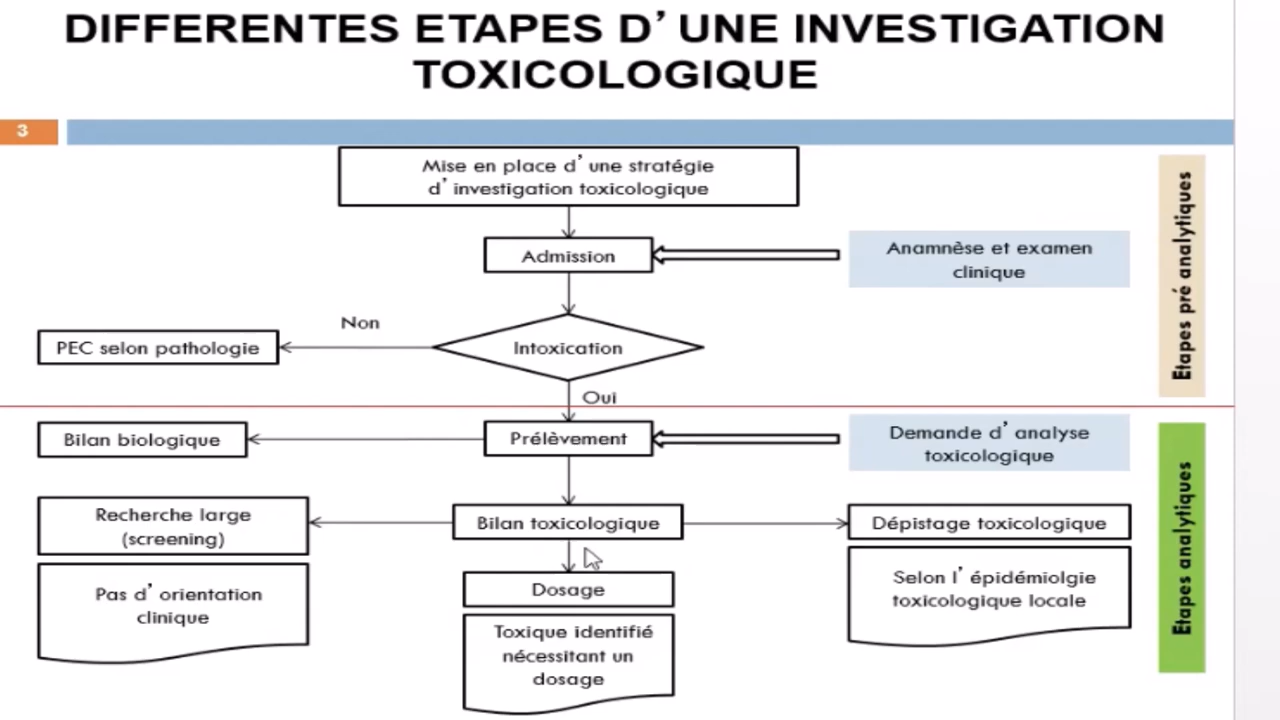 DIFFERENTES ETAPES D’ UNE INVESTIGATION
TOXICOLOGIQUE
3
Mise en place d’ une stratégie
d’ investigation toxicologique
Admission
Anamnèse et examen
clinique
Etapes pré analytiques
Non
PEC selon pathologie
Intoxication
Oui
Bilan biologique
Prélèvement
Demande d’ analyse
toxicologique
Recherche large
(screening)
Bilan toxicologique
Dépistage toxicologique
Etapes analytiques
Pas d’ orientation
clinique
Dosage
Selon l’ épidémiolgie
toxicologique locale
Toxique identifié
nécessitant un
dosage